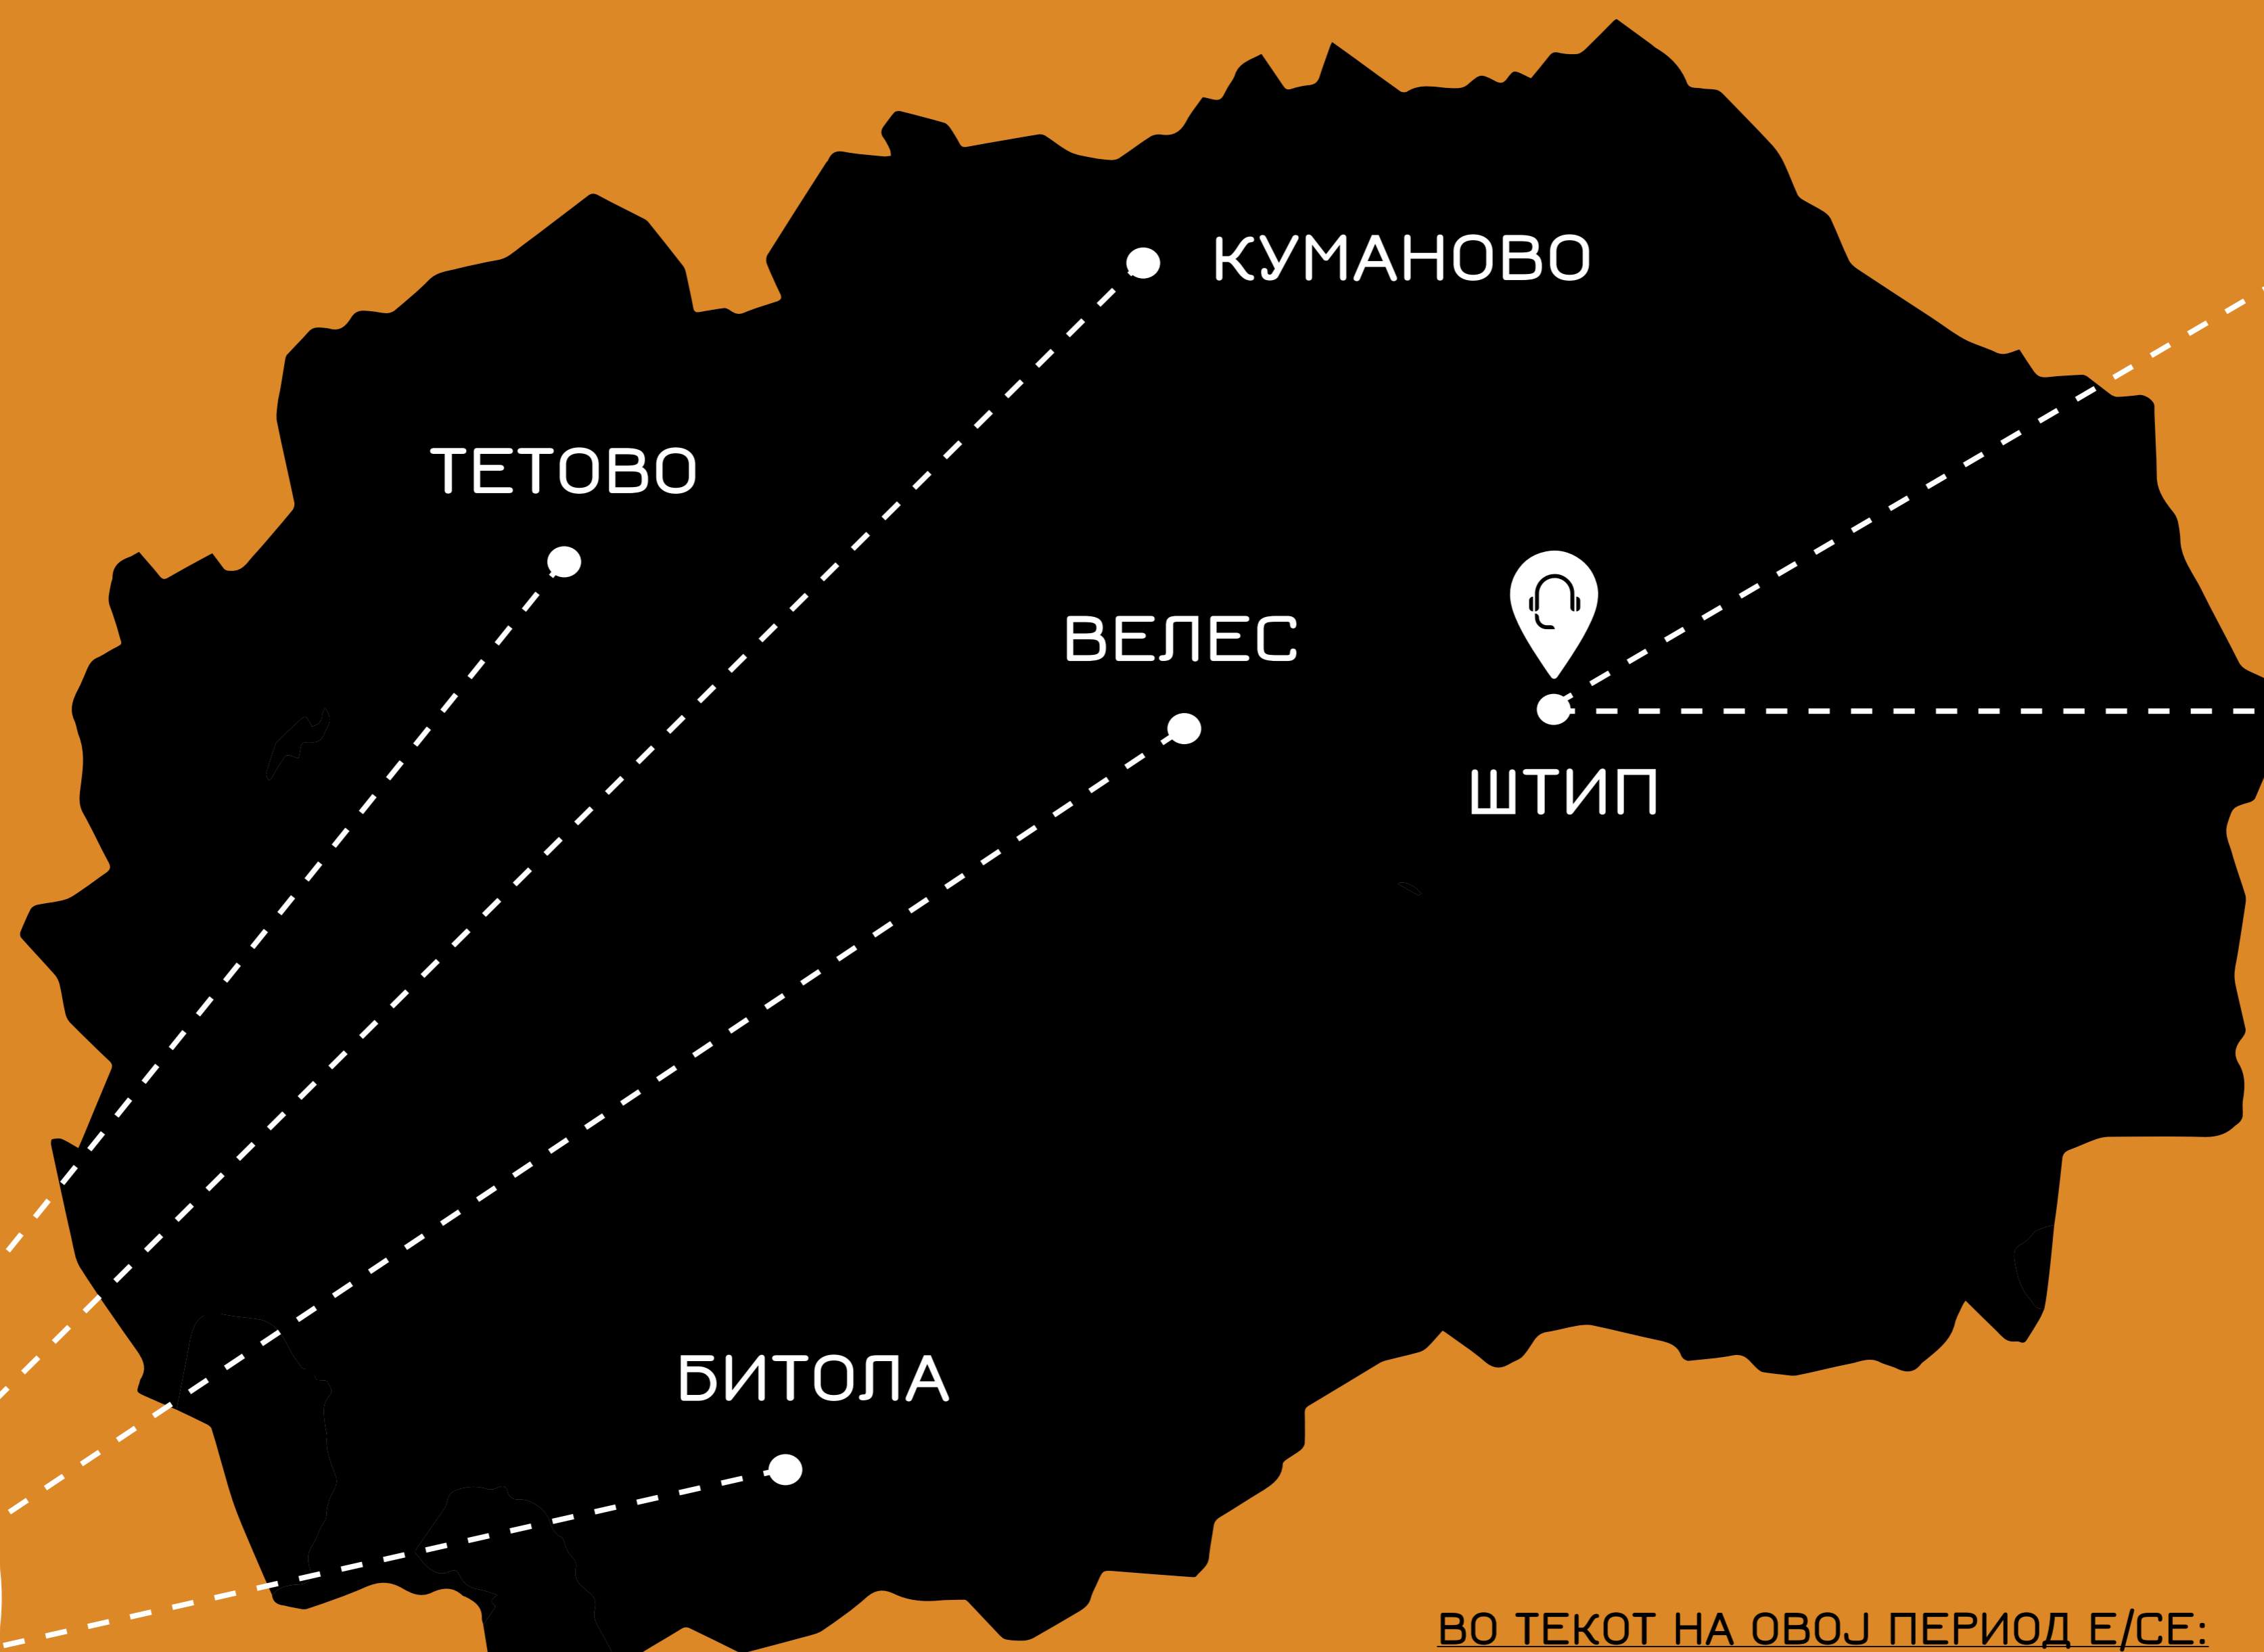 КУМАНОВО
ТЕТОВО
ВЕЛЕС
ШТИП
БИТОЛА
ВО ТЕКОТ НА ОВОЈ ПЕРИОД Е/СЕ: